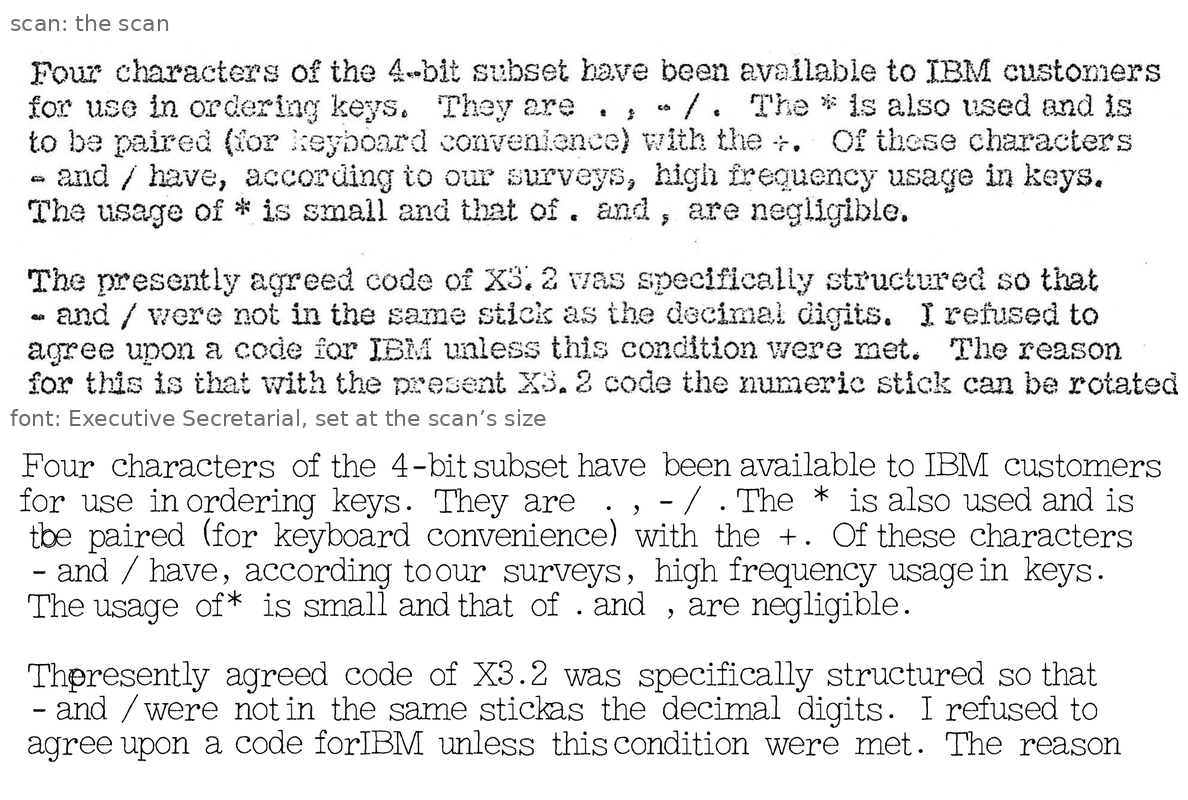 scan: the scan
Four characters of the 4-bit subset have been available to IBM customers
for use in ordering keys. They are . , - / . The * is also used and is
to be paired (for keyboard convenience) with the +. Of these characters
- and / have, according to our surveys, high frequency usage in keys.
The usage of * is small and that of . and , are negligible.
The presently agreed code of X3.2 was specifically structured so that
- and / were not in the same stick as the decimal digits. I refused to
agree upon a code for IBM unless this condition were met. The reason
for this is that with the present X3.2 code the numeric stick can be rotated
font: Executive Secretarial, set at the scan’s size
Four characters of the 4-bit subset have been available to IBM customers
for use in ordering keys. They are . , - / . The * is also used and is
to be paired (for keyboard convenience) with the +. Of these characters
- and / have, according to our surveys, high frequency usage in keys.
The usage of * is small and that of . and , are negligible.
The presently agreed code of X3.2 was specifically structured so that
- and / were not in the same stick as the decimal digits. I refused to
agree upon a code for IBM unless this condition were met. The reason